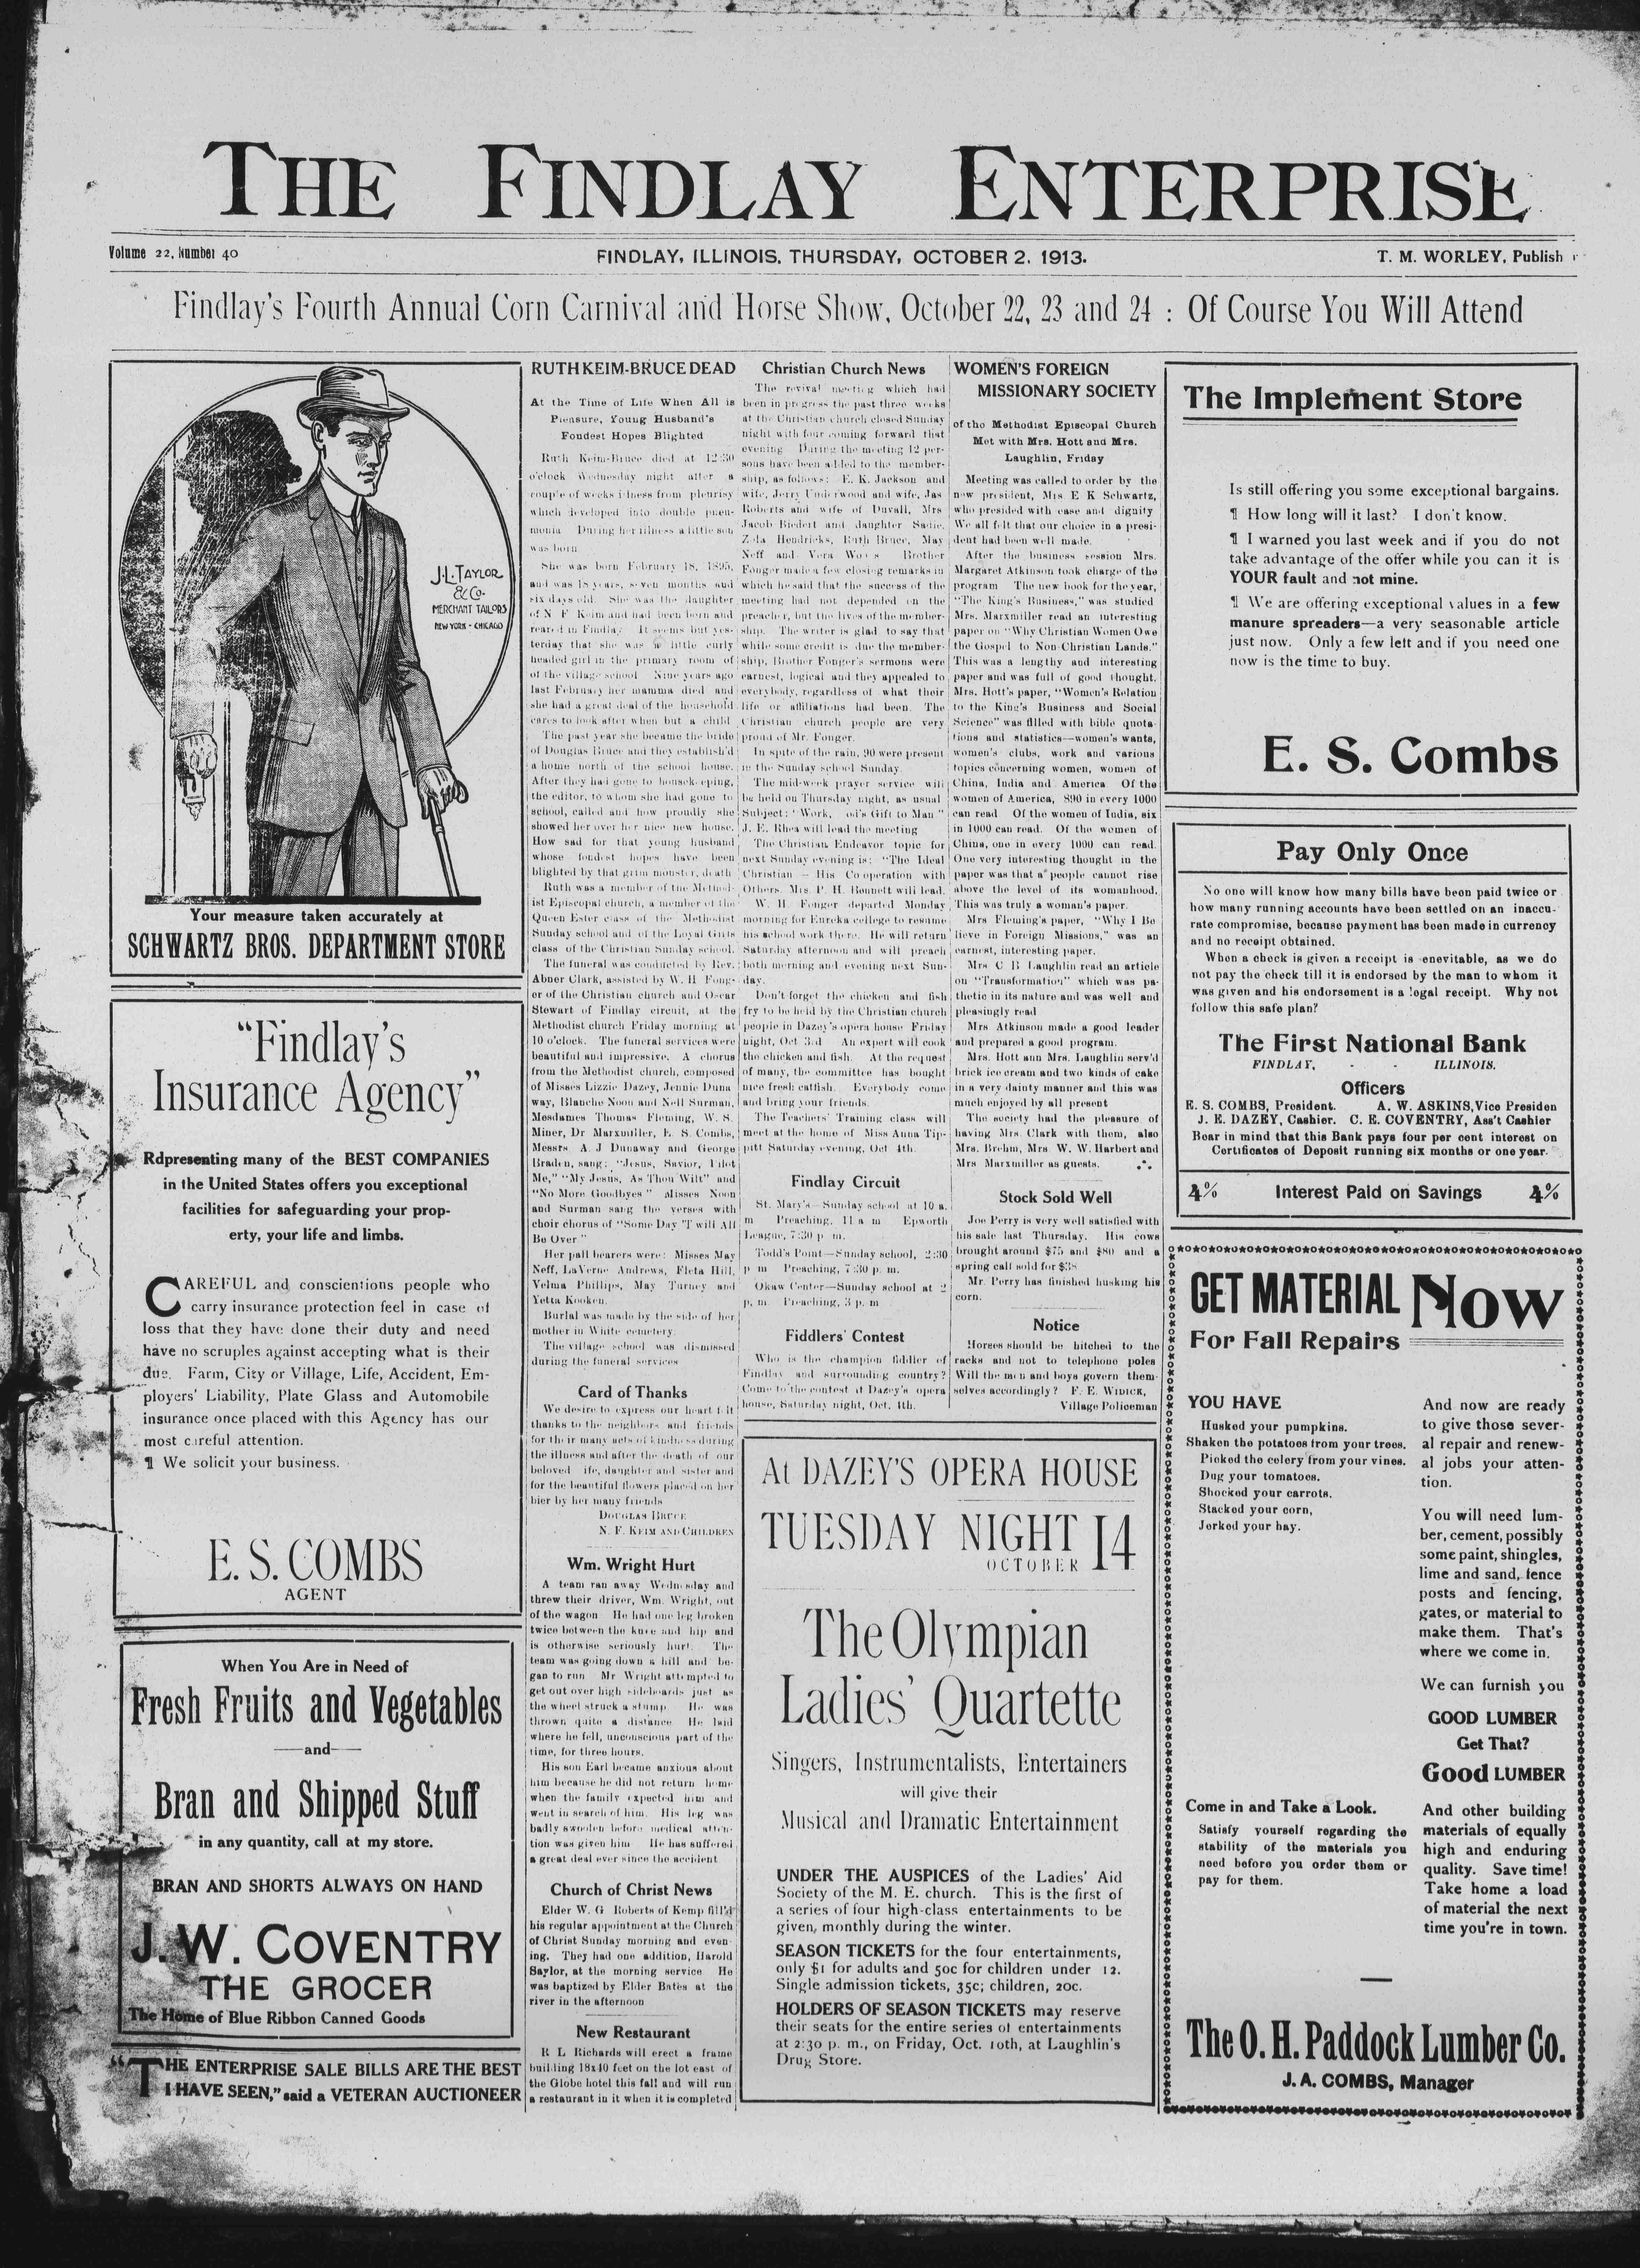 THE FINDLAY ENTERPRISE
Volume 22, Number 40
FINDLAY, ILLINOIS, THURSDAY, OCTOBER 2, 1913.
T. M. WORLEY, Publish
Findlay's Fourth Annual Corn Carnival and Horse Show, October 22, 23 and 24 : Of Course You Will Attend
J.L. TAYLOR
& Co.
MERCHANT TAILORS
NEW YORK - CHICAGO
Your measure taken accurately at
SCHWARTZ BROS. DEPARTMENT STORE
"Findlay's
Insurance Agency"
Rdpresenting many of the BEST COMPANIES
in the United States offers you exceptional
facilities for safeguarding your prop-
erty, your life and limbs.
CAREFUL and conscientious people who
carry insurance protection feel in case of
loss that they have done their duty and need
have no scruples against accepting what is their
due. Farm, City or Village, Life, Accident, Em-
ployers' Liability, Plate Glass and Automobile
insurance once placed with this Agency has our
most careful attention.
¶ We solicit your business.
E. S. COMBS
AGENT
When You Are in Need of
Fresh Fruits and Vegetables
—and—
Bran and Shipped Stuff
in any quantity, call at my store.
BRAN AND SHORTS ALWAYS ON HAND
J. W. COVENTRY
THE GROCER
The Home of Blue Ribbon Canned Goods
"THE ENTERPRISE SALE BILLS ARE THE BEST
I HAVE SEEN," said a VETERAN AUCTIONEER
RUTH KEIM-BRUCE DEAD
At the Time of Life When All is
Pleasure, Young Husband's
Fondest Hopes Blighted
Ruth Keim-Bruce died at 12:30
o'clock Wednesday night after a
couple of weeks illness from pleurisy
which developed into double pneu-
monia During her illness a little son
was born
She was born February 18, 1895,
and was 18 years, seven months and
six days old. She was the daughter
of N F Keim and had been born and
reared in Findlay It seems but yes-
terday that she was a little curly
headed girl in the primary room of
of the village school Nine years ago
last February her mamma died and
she had a great deal of the household
cares to look after when but a child
The past year she became the bride
of Douglas Bruce and they establish'd
a home north of the school house.
After they had gone to housekeeping,
the editor, to whom she had gone to
school, called and how proudly she
showed her over her nice new house.
How sad for that young husband
whose fondest hopes have been
blighted by that grim monster, death
Ruth was a member of the Method-
ist Episcopal church, a member of the
Queen Ester class of the Methodist
Sunday school and of the Loyal Girls
class of the Christian Sunday school.
The funeral was conducted by Rev.
Abner Clark, assisted by W. H Fong-
er of the Christian church and Oscar
Stewart of Findlay circuit, at the
Methodist church Friday morning at
10 o'clock. The funeral services were
beautiful and impressive. A chorus
from the Methodist church, composed
of Misses Lizzie Dazey, Jennie Duna
way, Blanche Noon and Nell Surman,
Mesdames Thomas Fleming, W. S.
Miner, Dr Marxmiller, E. S. Combs,
Messrs A. J Dunaway and George
Braden, sang: "Jesus, Savior, Pilot
Me," "My Jesus, As Thou Wilt" and
"No More Goodbyes" Misses Noon
and Surman sang the verses with
choir chorus of "Some Day 'T will All
Be Over"
Her pall bearers were: Misses May
Neff, LaVerne Andrews, Fleta Hill,
Velma Phillips, May Turney and
Yetta Kooken.
Burial was made by the side of her
mother in White cemetery.
The village school was dismissed
during the funeral services
Card of Thanks
We desire to express our heart felt
thanks to the neighbors and friends
for their many acts of kindness during
the illness and after the death of our
beloved ife, daughter and sister and
for the beautiful flowers placed on her
bier by her many friends
DOUGLAS BRUCE
N. F. KEIM AND CHILDREN
Wm. Wright Hurt
A team ran away Wednesday and
threw their driver, Wm. Wright, out
of the wagon He had one leg broken
twice between the knee and hip and
is otherwise seriously hurt. The
team was going down a hill and be-
gan to run Mr Wright attempted to
get out over high sideboards just as
the wheel struck a stump. He was
thrown quite a distance He laid
where he fell, unconscious part of the
time, for three hours.
His son Earl became anxious about
him because he did not return home
when the family expected him and
went in search of him. His leg was
badly swoolen before medical atten-
tion was given him He has suffered
a great deal ever since the accident
Church of Christ News
Elder W. G Roberts of Kemp fill'd
his regular appointment at the Church
of Christ Sunday morning and even-
ing. They had one addition, Harold
Saylor, at the morning service He
was baptized by Elder Bates at the
river in the afternoon
New Restaurant
R L Richards will erect a frame
building 18x40 feet on the lot east of
the Globe hotel this fall and will run
a restaurant in it when it is completed
Christian Church News
The revival meeting which had
been in progress the past three weeks
at the Christian church closed Sunday
night with four coming forward that
evening During the meeting 12 per-
sons have been added to the member-
ship, as follows: E. K. Jackson and
wife, Jerry Underwood and wife, Jas
Roberts and wife of Duvall, Mrs
Jacob Biedert and daughter Sadie,
Zola Hendricks, Ruth Bruce, May
Neff and Vera Brother
Fonger made a few closing remarks in
which he said that the success of the
meeting had not depended on the
preacher, but the lives of the member-
ship. The writer is glad to say that
while some credit is due the member-
ship, Brother Fonger's sermons were
earnest, logical and they appealed to
everybody, regardless of what their
life or affiliations had been. The
Christian church people are very
proud of Mr. Fonger.
In spite of the rain, 90 were present
in the Sunday school Sunday.
The mid-week prayer service will
be held on Thursday night, as usual
Subject: 'Work, od's Gift to Man"
J. E. Rhea will lead the meeting
The Christian Endeavor topic for
next Sunday evening is: "The Ideal
Christian — His Co operation with
Others. Mrs. P. H. Bennett will lead.
W. H Fonger departed Monday
morning for Eureka college to resume
his school work there. He will return
Saturday afternoon and will preach
both morning and evening next Sun-
day.
Don't forget the chicken and fish
fry to be held by the Christian church
people in Dazey's opera house Friday
night, Oct 3rd An expert will cook
the chicken and fish. At the request
of many, the committee has bought
nice fresh catfish. Everybody come
and bring your friends.
The Teachers' Training class will
meet at the home of Miss Anna Tip-
pitt Saturday evening, Oct 4th.
Findlay Circuit
St. Mary's—Sunday school at 10 a.
m Preaching, 11 a m Epworth
League, 7:30 p m.
Todd's Point—Sunday school, 2:30
p m Preaching, 7:30 p. m.
Okaw Center—Sunday school at 2
p. m. Preaching, 3 p. m
Fiddlers' Contest
Who is the champion fiddler of
Findlay and surrounding country?
Come to the contest at Dazey's opera
house, Saturday night, Oct. 4th.
WOMEN'S FOREIGN
MISSIONARY SOCIETY
of the Methodist Episcopal Church
Met with Mrs. Hott and Mrs.
Laughlin, Friday
Meeting was called to order by the
new president, Mrs E K Schwartz,
who presided with ease and dignity
We all felt that our choice in a presi-
dent had been well made.
After the business session Mrs.
Margaret Atkinson took charge of the
program The new book for the year,
"The King's Business," was studied
Mrs. Marxmiller read an interesting
paper on "Why Christian Women Owe
the Gospel to Non-Christian Lands."
This was a lengthy and interesting
paper and was full of good thought.
Mrs. Hott's paper, "Women's Relation
to the King's Business and Social
Science" was filled with bible quota-
tions and statistics—women's wants,
women's clubs, work and various
topics concerning women, women of
China, India and America Of the
women of America, 890 in every 1000
can read Of the women of India, six
in 1000 can read. Of the women of
China, one in every 1000 can read.
One very interesting thought in the
paper was that a people cannot rise
above the level of its womanhood.
This was truly a woman's paper.
Mrs Fleming's paper, "Why I Be
lieve in Foreign Missions," was an
earnest, interesting paper.
Mrs C B Laughlin read an article
on "Transformation" which was pa-
thetic in its nature and was well and
pleasingly read
Mrs Atkinson made a good leader
and prepared a good program.
Mrs. Hott ann Mrs. Laughlin serv'd
brick ice cream and two kinds of cake
in a very dainty manner and this was
much enjoyed by all present
The society had the pleasure of
having Mrs. Clark with them, also
Mrs. Brehm, Mrs W. W. Harbert and
Mrs Marxmiller as guests.
Stock Sold Well
Joe Perry is very well satisfied with
his sale last Thursday. His cows
brought around $75 and $80 and a
spring calf sold for $38
Mr. Perry has finished husking his
corn.
Notice
Horses should be hitched to the
racks and not to telephone poles
Will the men and boys govern them-
selves accordingly? F. E. WIDICK,
Village Policeman
At DAZEY'S OPERA HOUSE
TUESDAY NIGHT 14
OCTOBER
The Olympian
Ladies' Quartette
Singers, Instrumentalists, Entertainers
will give their
Musical and Dramatic Entertainment
UNDER THE AUSPICES of the Ladies' Aid
Society of the M. E. church. This is the first of
a series of four high-class entertainments to be
given, monthly during the winter.
SEASON TICKETS for the four entertainments,
only $1 for adults and 50c for children under 12.
Single admission tickets, 35c; children, 20c.
HOLDERS OF SEASON TICKETS may reserve
their seats for the entire series of entertainments
at 2:30 p. m., on Friday, Oct. 10th, at Laughlin's
Drug Store.
The Implement Store
Is still offering you some exceptional bargains.
¶ How long will it last? I don't know.
¶ I warned you last week and if you do not
take advantage of the offer while you can it is
YOUR fault and not mine.
¶ We are offering exceptional values in a few
manure spreaders—a very seasonable article
just now. Only a few left and if you need one
now is the time to buy.
E. S. Combs
Pay Only Once
No one will know how many bills have been paid twice or
how many running accounts have been settled on an inaccu-
rate compromise, because payment has been made in currency
and no receipt obtained.
When a check is given a receipt is enevitable, as we do
not pay the check till it is endorsed by the man to whom it
was given and his endorsement is a legal receipt. Why not
follow this safe plan?
The First National Bank
FINDLAY, - - ILLINOIS.
Officers
E. S. COMBS, President. A. W. ASKINS, Vice Presiden
J. E. DAZEY, Cashier. C. E. COVENTRY, Ass't Cashier
Bear in mind that this Bank pays four per cent interest on
Certificates of Deposit running six months or one year.
4% Interest Paid on Savings 4%
GET MATERIAL NOW
For Fall Repairs
YOU HAVE
Husked your pumpkins.
Shaken the potatoes from your trees.
Picked the celery from your vines.
Dug your tomatoes.
Shocked your carrots.
Stacked your corn,
Jerked your hay.
Come in and Take a Look.
Satisfy yourself regarding the
stability of the materials you
need before you order them or
pay for them.
And now are ready
to give those sever-
al repair and renew-
al jobs your atten-
tion.
You will need lum-
ber, cement, possibly
some paint, shingles,
lime and sand, fence
posts and fencing,
gates, or material to
make them. That's
where we come in.
We can furnish you
GOOD LUMBER
Get That?
Good LUMBER
And other building
materials of equally
high and enduring
quality. Save time!
Take home a load
of material the next
time you're in town.
The O. H. Paddock Lumber Co.
J. A. COMBS, Manager